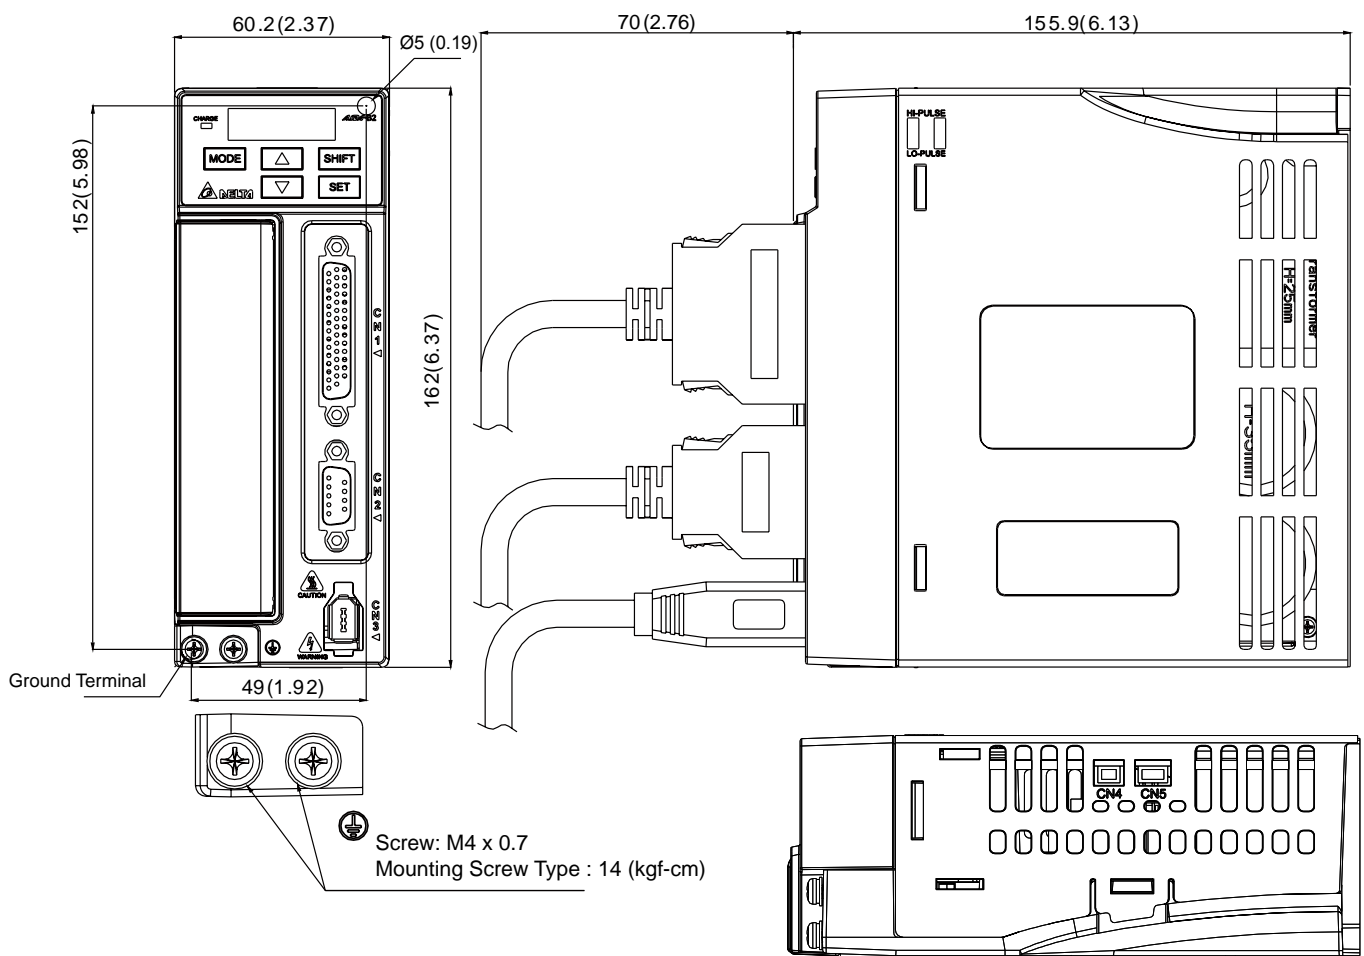 60.2(2.37)
70(2.76)
155.9(6.13)
Ø5 (0.19)
CHARGE
HI-PULSE
LO-PULSE
MODE
SHIFT
SET
DELTA
152(5.98)
162(6.37)
CN1
CN2
CN3
CAUTION
WARNING
H=25mm
Ground Terminal
49(1.92)
CN4 CN5
Screw: M4 x 0.7
Mounting Screw Type : 14 (kgf-cm)